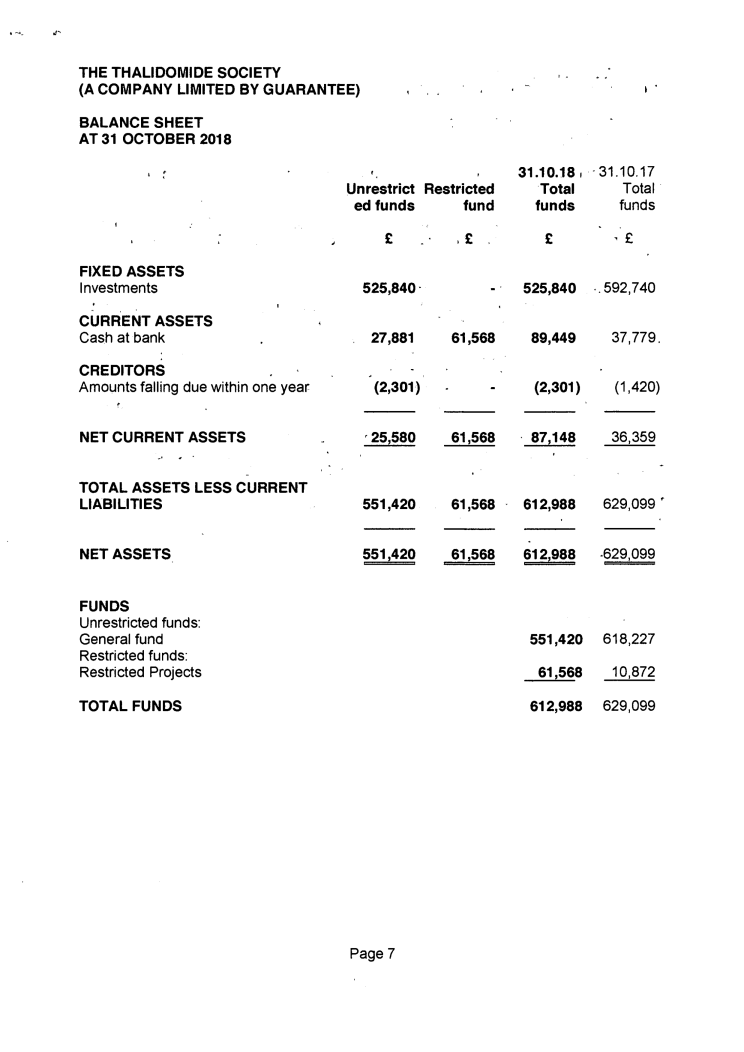 THE THALIDOMIDE SOCIETY
(A COMPANY LIMITED BY GUARANTEE)
BALANCE SHEET
AT 31 OCTOBER 2018
31.10.18 31.10.17
Unrestrict Restricted Total Total
ed funds fund funds funds
£ £ £ £
FIXED ASSETS
Investments 525,840 - 525,840 592,740
CURRENT ASSETS
Cash at bank 27,881 61,568 89,449 37,779
CREDITORS
Amounts falling due within one year (2,301) - (2,301) (1,420)
NET CURRENT ASSETS 25,580 61,568 87,148 36,359
TOTAL ASSETS LESS CURRENT
LIABILITIES 551,420 61,568 612,988 629,099
NET ASSETS 551,420 61,568 612,988 629,099
FUNDS
Unrestricted funds:
General fund 551,420 618,227
Restricted funds:
Restricted Projects 61,568 10,872
TOTAL FUNDS 612,988 629,099
Page 7